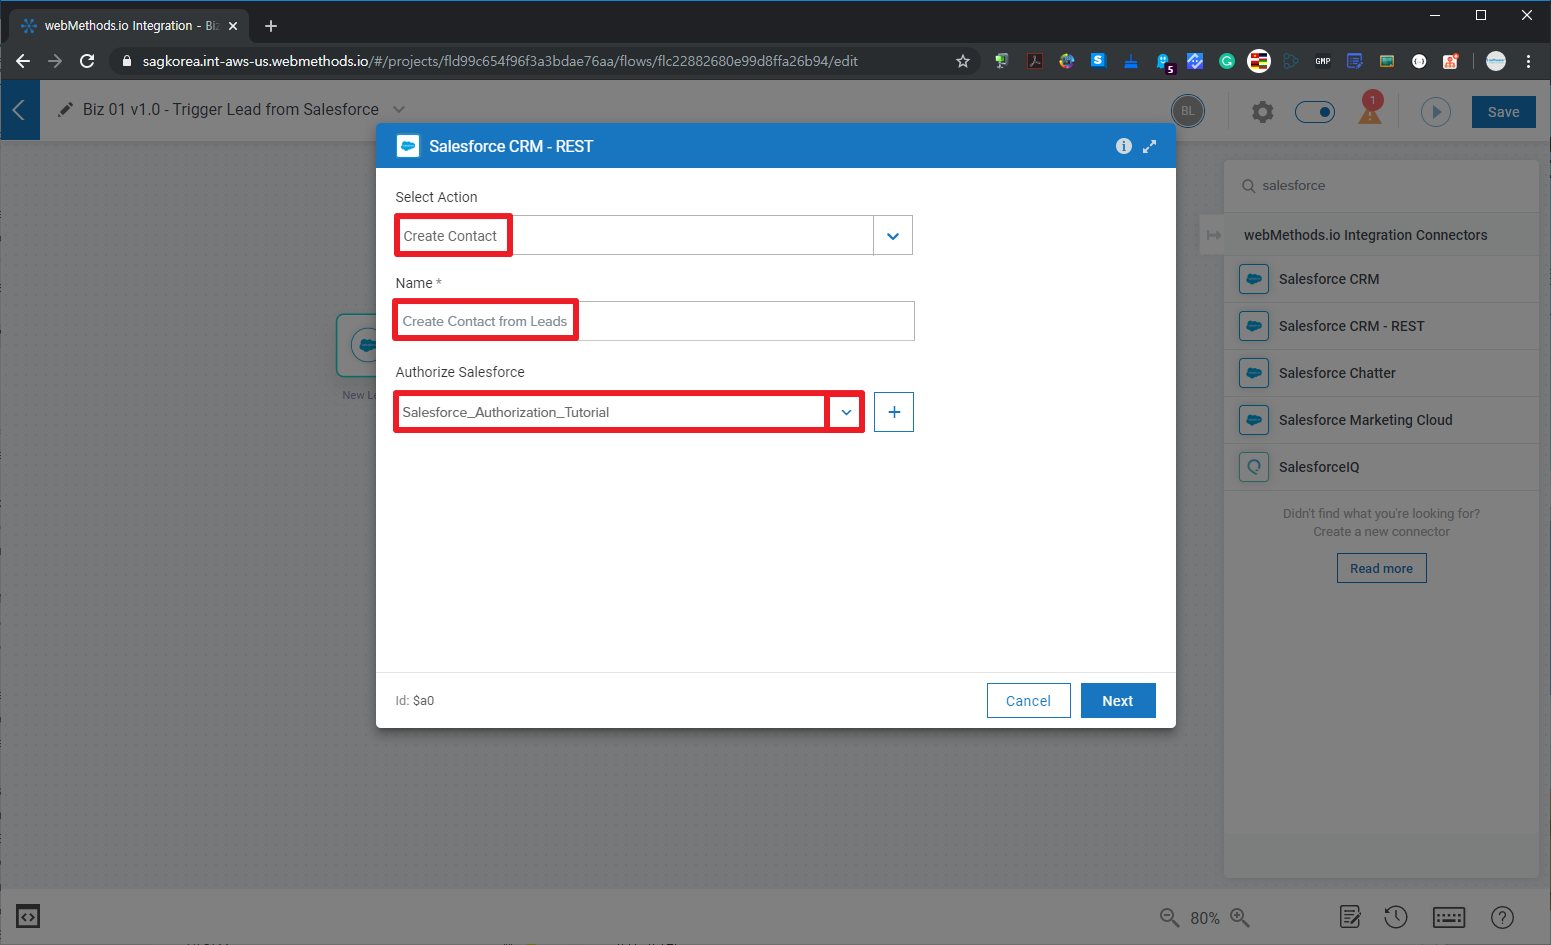 webMethods.io Integration - Biz
sagkorea.int-aws-us.webmethods.io/#/projects/fld99c654f96f3a3bdae76aa/flows/flc22882680e99d8ffa26b94/edit
S
5
G
GMP
Biz 01 v1.0 - Trigger Lead from Salesforce
BL
1
Save
Salesforce CRM - REST
Select Action
Create Contact
Name *
Create Contact from Leads
Authorize Salesforce
Salesforce_Authorization_Tutorial
Id: $a0
Cancel
Next
New Le
salesforce
webMethods.io Integration Connectors
Salesforce CRM
Salesforce CRM - REST
Salesforce Chatter
Salesforce Marketing Cloud
SalesforceIQ
Didn't find what you're looking for?
Create a new connector
Read more
80%